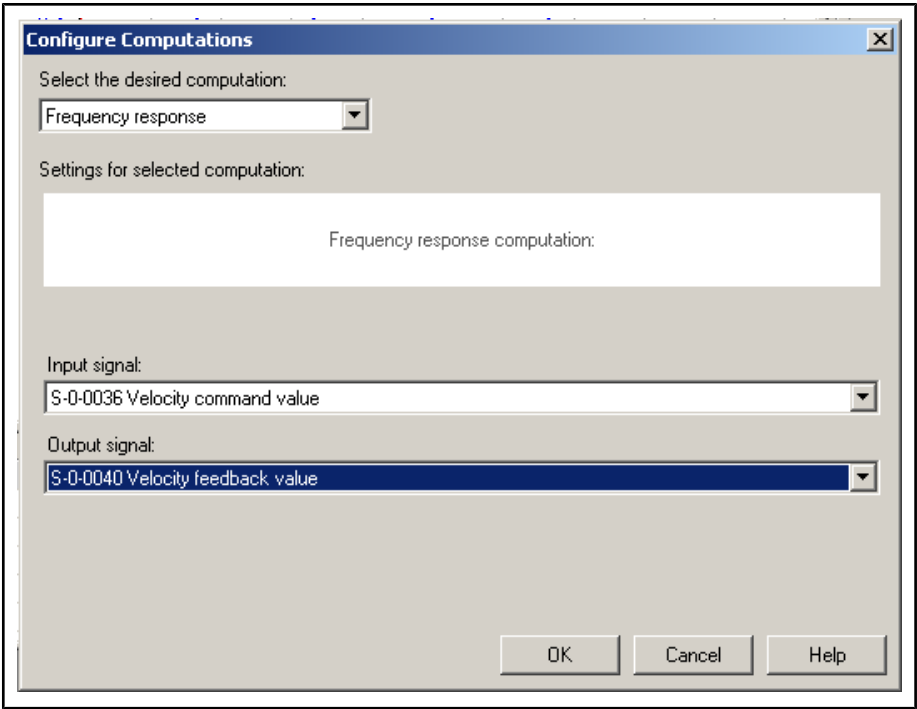 Configure Computations
Select the desired computation:
Frequency response
Settings for selected computation:
Frequency response computation:
Input signal:
S-0-0036 Velocity command value
Output signal:
S-0-0040 Velocity feedback value
OK Cancel Help